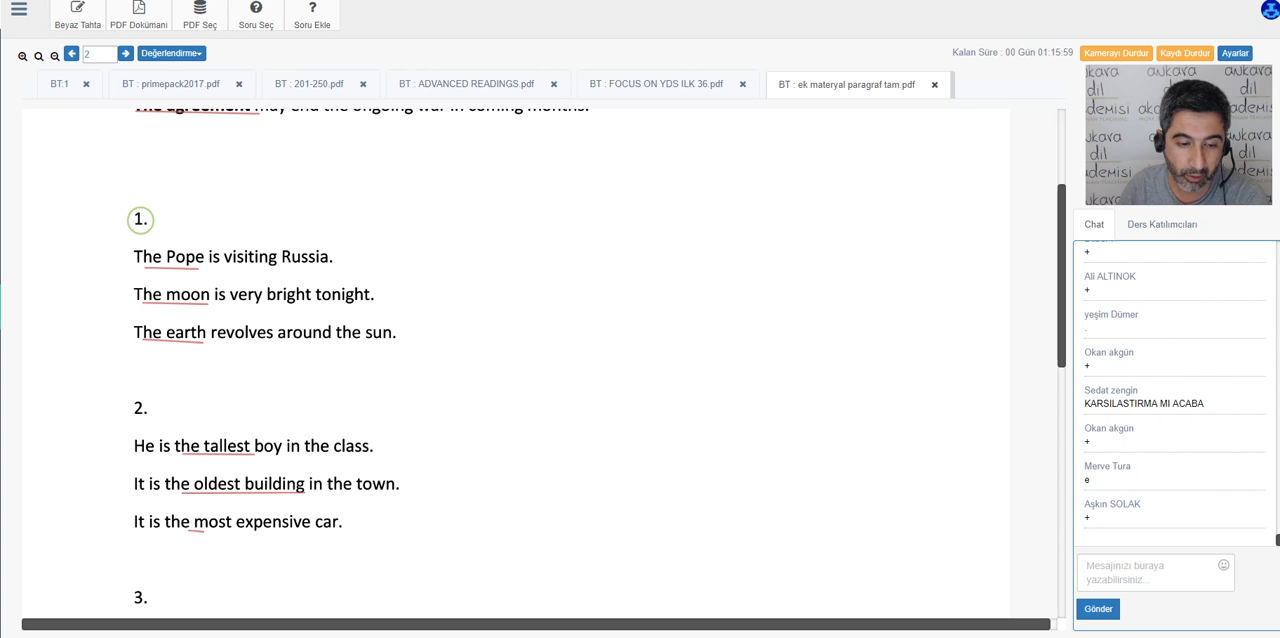 Beyaz Tahta
PDF Dokümanı
PDF Seç
Soru Seç
Soru Ekle
2
Değerlendirme
Kalan Süre : 00 Gün 01:15:59
Kamerayı Durdur
Kaydı Durdur
Ayarlar
BT:1
BT : primepack2017.pdf
BT : 201-250.pdf
BT : ADVANCED READINGS.pdf
BT : FOCUS ON YDS ILK 36.pdf
BT : ek materyal paragraf tam.pdf
The agreement may end the ongoing war in coming months.
1.
The Pope is visiting Russia.
The moon is very bright tonight.
The earth revolves around the sun.
2.
He is the tallest boy in the class.
It is the oldest building in the town.
It is the most expensive car.
3.
ankara
dil
Chat
Ders Katılımcıları
+
Ali ALTINOK
+
yeşim Dümer
.
Okan akgün
+
Sedat zengin
KARSILASTIRMA MI ACABA
Okan akgün
+
Merve Tura
e
Aşkın SOLAK
+
Mesajınızı buraya
yazabilirsiniz...
Gönder